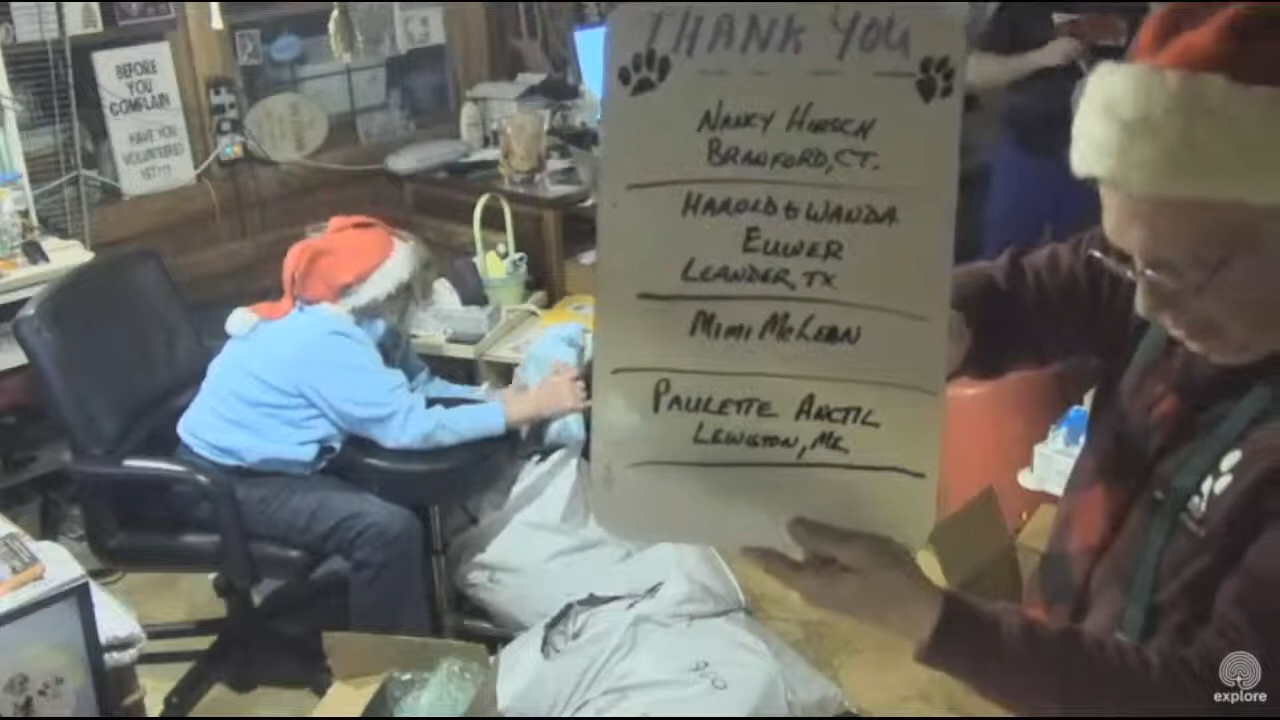 BEFORE
YOU
COMPLAIN
HAVE YOU
VOLUNTEERED
YET???
THANK YOU
NANCY HIRSCH
BRANFORD, CT.
HAROLD & WANDA
EUWER
LEANDER, TX
MIMI MCLEAN
PAULETTE ARCTIL
LEWISTON, ME
explore